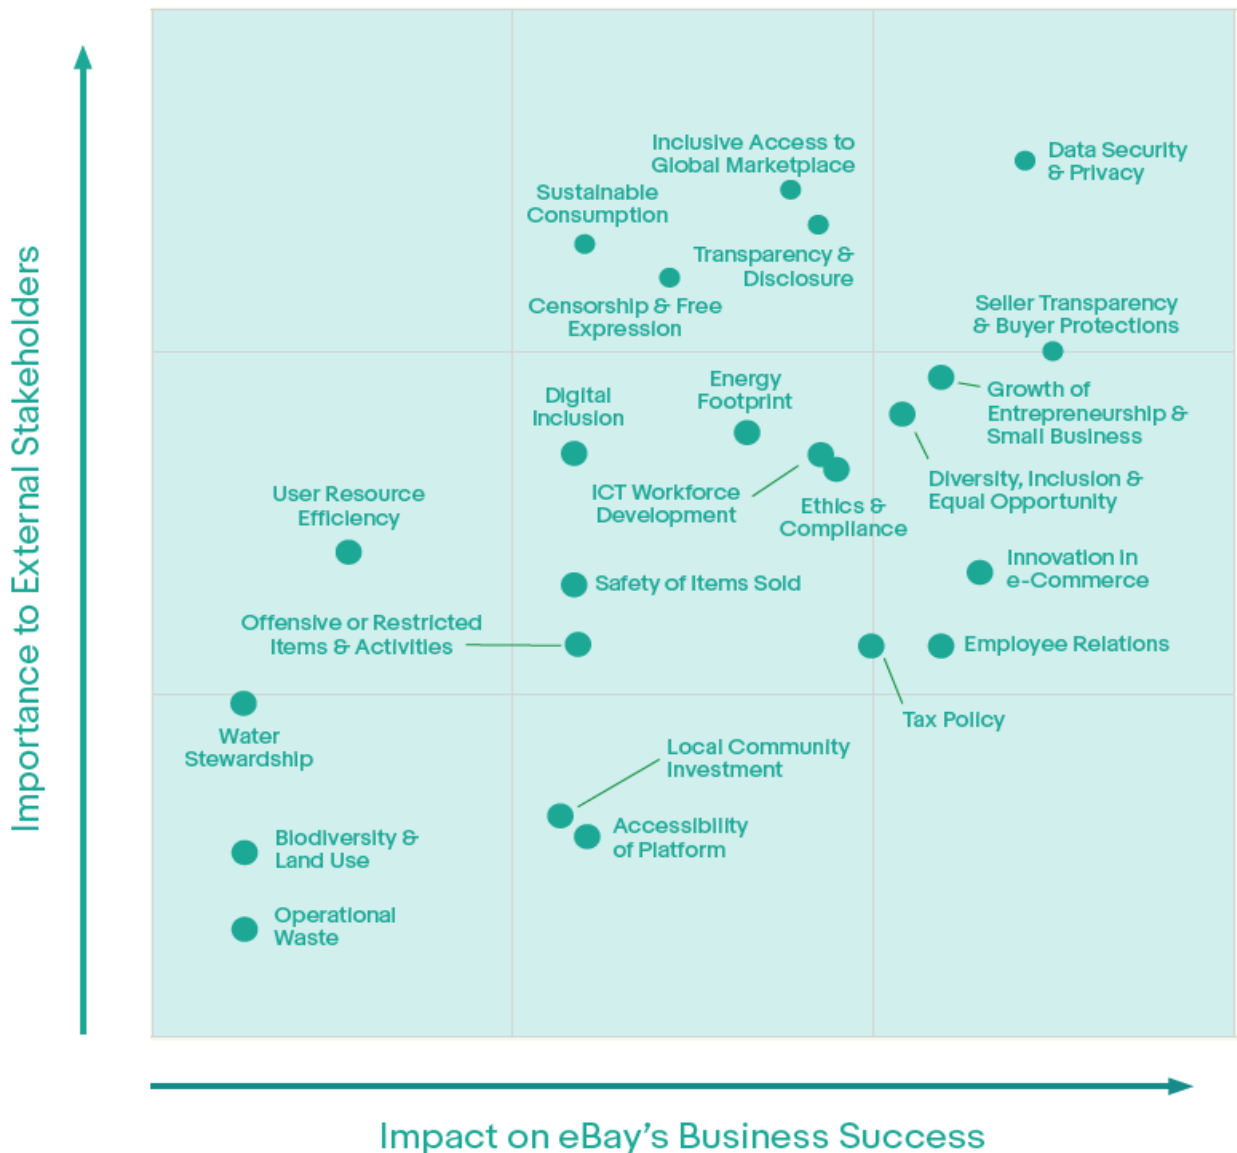 Importance to External Stakeholders
Inclusive Access to
Global Marketplace
Data Security
& Privacy
Sustainable
Consumption
Transparency &
Disclosure
Censorship & Free
Expression
Seller Transparency
& Buyer Protections
Energy
Footprint
Growth of
Entrepreneurship &
Small Business
Digital
Inclusion
Diversity, Inclusion &
Equal Opportunity
User Resource
Efficiency
ICT Workforce
Development
Ethics &
Compliance
Innovation in
e-Commerce
Safety of Items Sold
Offensive or Restricted
Items & Activities
Employee Relations
Tax Policy
Water
Stewardship
Local Community
Investment
Accessibility
of Platform
Biodiversity &
Land Use
Operational
Waste
Impact on eBay's Business Success